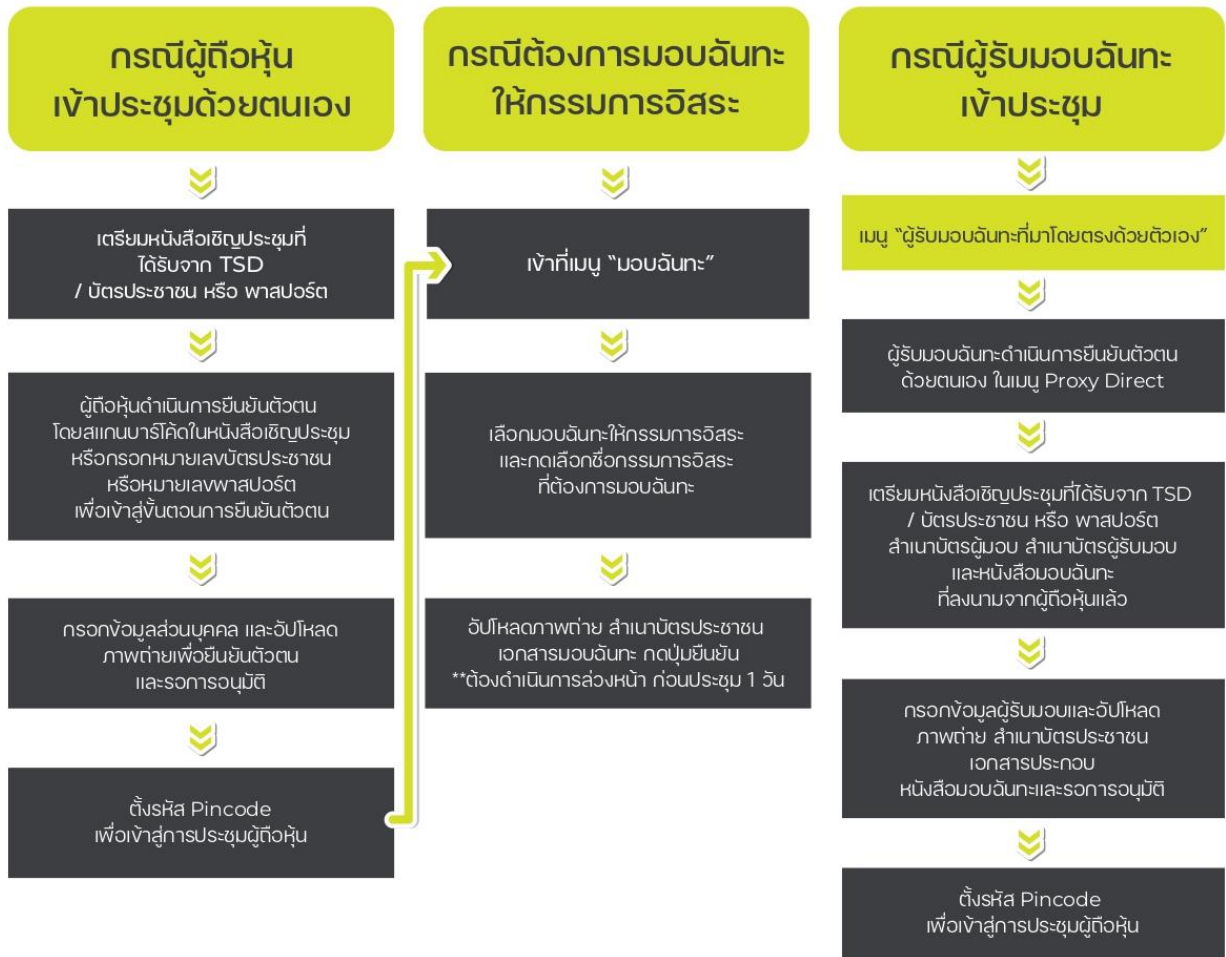 กรณีผู้ถือหุ้น
เข้าประชุมด้วยตนเอง
เตรียมหนังสือเชิญประชุมที่
ได้รับจาก TSD
/ บัตรประชาชน หรือ พาสปอร์ต
ผู้ถือหุ้นดำเนินการยืนยันตัวตน
โดยสแกนบาร์โค้ดในหนังสือเชิญประชุม
หรือกรอกหมายเลขบัตรประชาชน
หรือหมายเลขพาสปอร์ต
เพื่อเข้าสู่ขั้นตอนการยืนยันตัวตน
กรอกข้อมูลส่วนบุคคล และอัปโหลด
ภาพถ่ายเพื่อยืนยันตัวตน
และรอการอนุมัติ
ตั้งรหัส Pincode
เพื่อเข้าสู่การประชุมผู้ถือหุ้น
กรณีต้องการมอบฉันทะ
ให้กรรมการอิสระ
เข้าที่เมนู “มอบฉันทะ”
เลือกมอบฉันทะให้กรรมการอิสระ
และกดเลือกชื่อกรรมการอิสระ
ที่ต้องการมอบฉันทะ
อัปโหลดภาพถ่าย สำเนาบัตรประชาชน
เอกสารมอบฉันทะ กดปุ่มยืนยัน
**ต้องดำเนินการล่วงหน้า ก่อนประชุม 1 วัน
กรณีผู้รับมอบฉันทะ
เข้าประชุม
เมนู “ผู้รับมอบฉันทะที่มาโดยตรงด้วยตัวเอง”
ผู้รับมอบฉันทะดำเนินการยืนยันตัวตน
ด้วยตนเอง ในเมนู Proxy Direct
เตรียมหนังสือเชิญประชุมที่ได้รับจาก TSD
/ บัตรประชาชน หรือ พาสปอร์ต
สำเนาบัตรผู้มอบ สำเนาบัตรผู้รับมอบ
และหนังสือมอบฉันทะ
ที่ลงนามจากผู้ถือหุ้นแล้ว
กรอกข้อมูลผู้รับมอบและอัปโหลด
ภาพถ่าย สำเนาบัตรประชาชน
เอกสารประกอบ
หนังสือมอบฉันทะและรอการอนุมัติ
ตั้งรหัส Pincode
เพื่อเข้าสู่การประชุมผู้ถือหุ้น